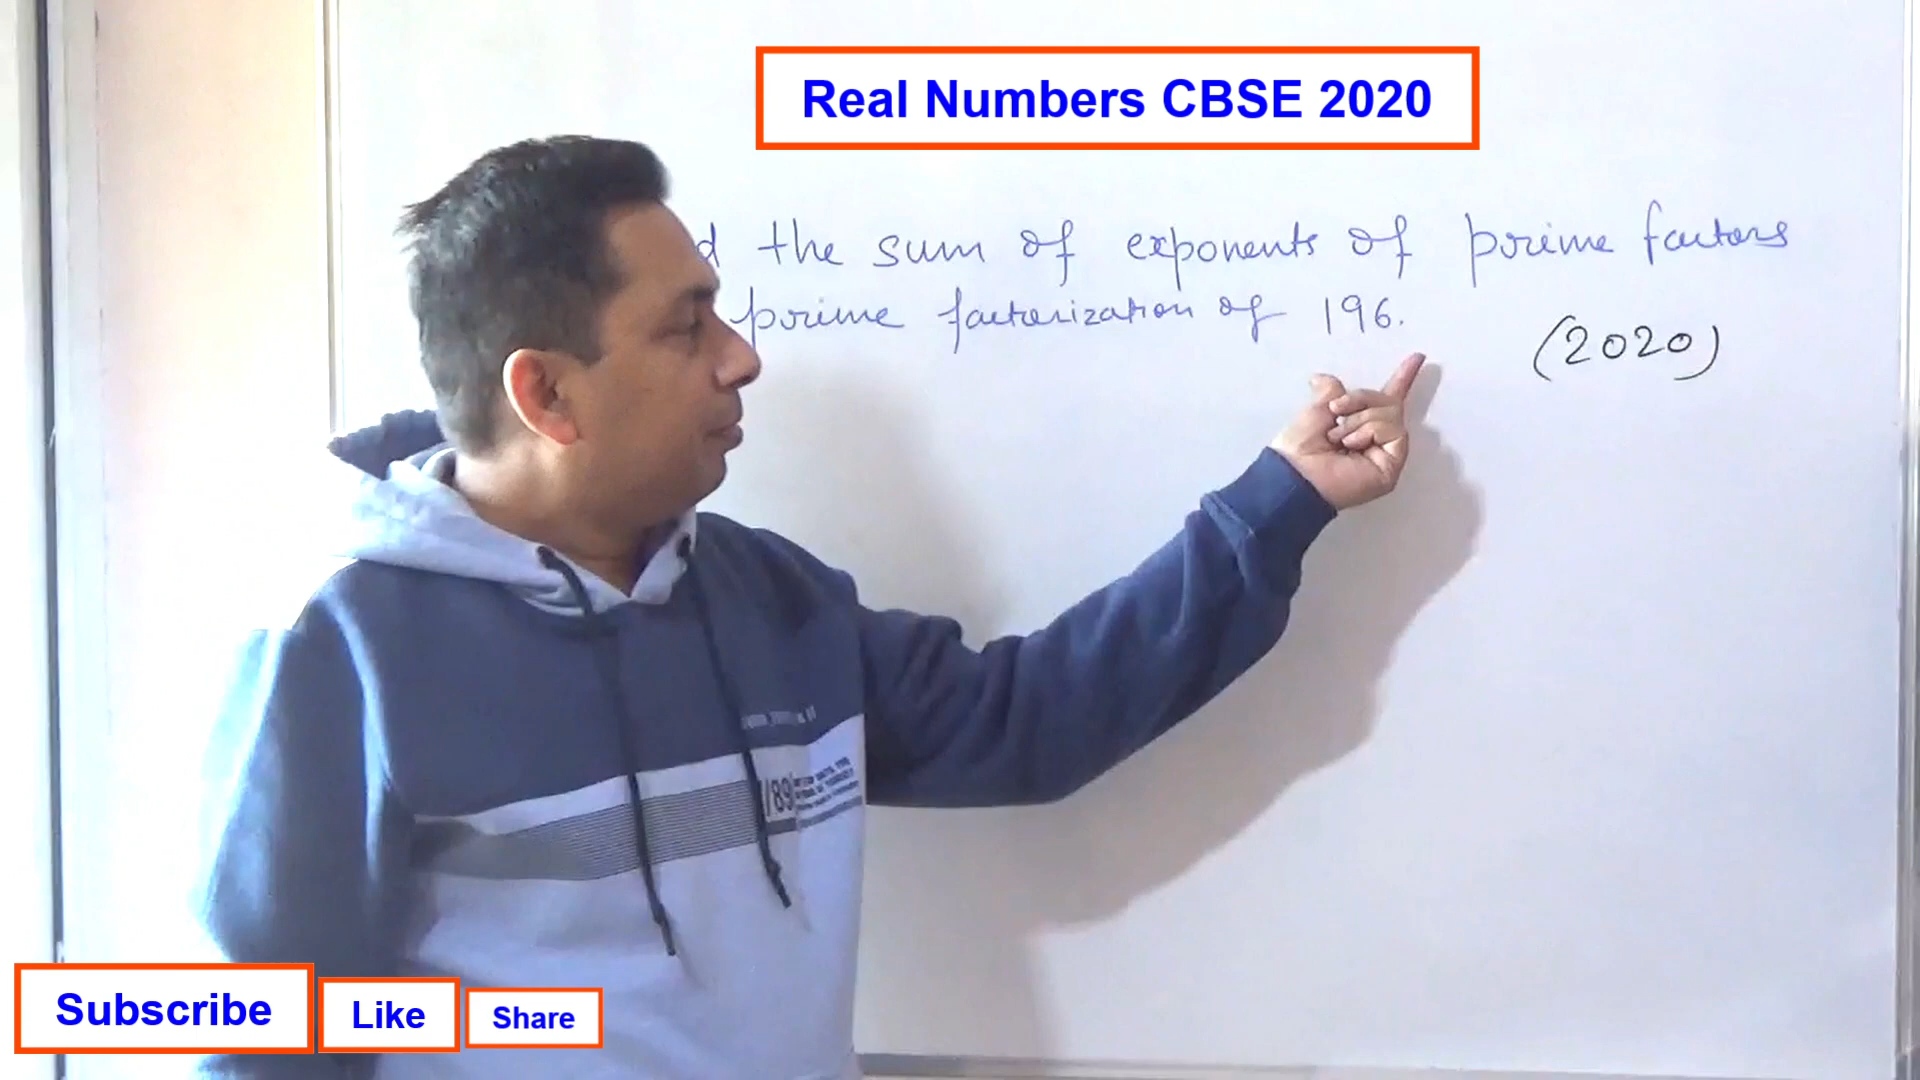 Real Numbers CBSE 2020
d the sum of exponents of prime factors
prime factorization of 196.
(2020)
/89
Subscribe Like Share